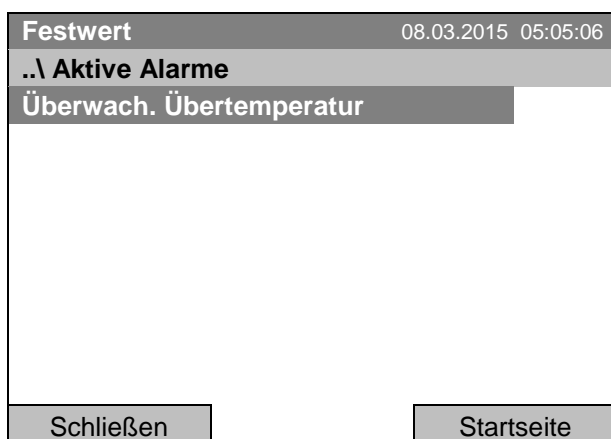 Festwert 08.03.2015 05:05:06
..\ Aktive Alarme
Überwach. Übertemperatur
Schließen Startseite